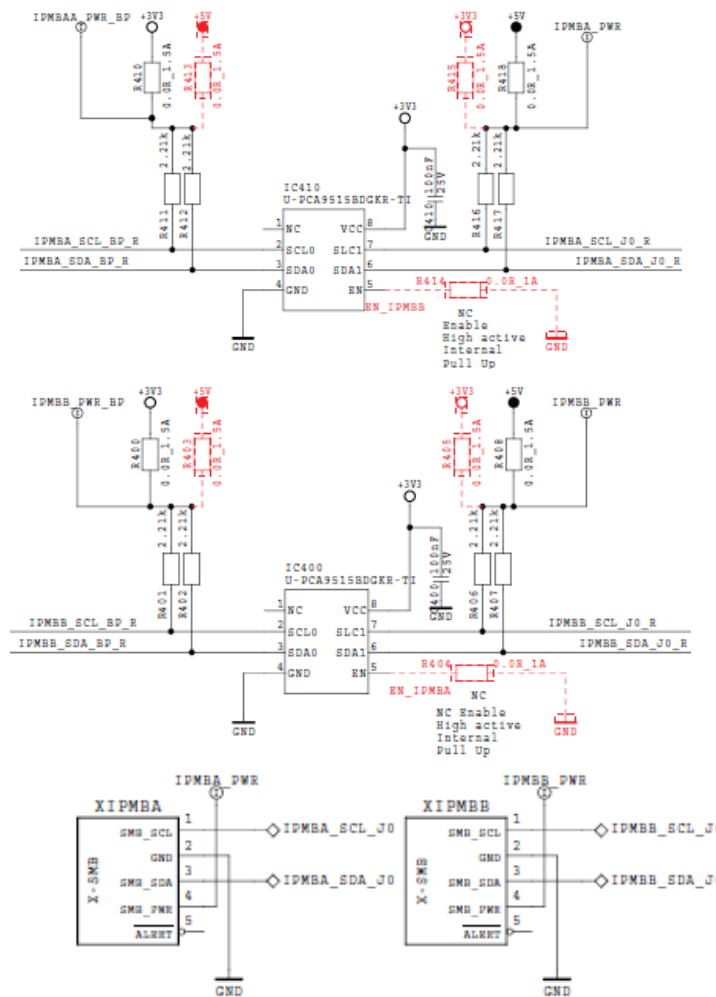 IPMBAA_PWR_BP
+3V3
+5V
+3V3
+5V
IPMBA_PWR
R410
0.0R_1.5A
R413
0.0R_1.5A
R415
0.0R_1.5A
R418
0.0R_1.5A
+3V3
2.21k
2.21k
100nF
25V
2.21k
2.21k
IC410
U-PCA9515BDGKR-TI
R411
R412
C410
GND
R416
R417
1 NC VCC 8
IPMBA_SCL_BP_R
2 SCL0 SLC1 7
IPMBA_SCL_J0_R
IPMBA_SDA_BP_R
3 SDA0 SDA1 6
IPMBA_SDA_J0_R
4 GND EN 5
R414
0.0R_1A
EN_IPMBB
GND
NC
Enable
High active
Internal
Pull Up
GND
IPMBB_PWR_BP
+3V3
+5V
+3V3
+5V
IPMBB_PWR
R400
0.0R_1.5A
R403
0.0R_1.5A
R405
0.0R_1.5A
R408
0.0R_1.5A
+3V3
2.21k
2.21k
100nF
25V
2.21k
2.21k
IC400
U-PCA9515BDGKR-TI
R401
R402
C400
GND
R406
R407
1 NC VCC 8
IPMBB_SCL_BP_R
2 SCL0 SLC1 7
IPMBB_SCL_J0_R
IPMBB_SDA_BP_R
3 SDA0 SDA1 6
IPMBB_SDA_J0_R
4 GND EN 5
R404
0.0R_1A
EN_IPMBA
GND
NC
NC Enable
High active
Internal
Pull Up
GND
IPMBA_PWR
IPMBB_PWR
XIPMBA
X-SMB
SMB_SCL 1
IPMBA_SCL_J0
GND 2
SMB_SDA 3
IPMBA_SDA_J0
SMB_PWR 4
ALERT 5
GND
XIPMBB
X-SMB
SMB_SCL 1
IPMBB_SCL_J0
GND 2
SMB_SDA 3
IPMBB_SDA_J0
SMB_PWR 4
ALERT 5
GND